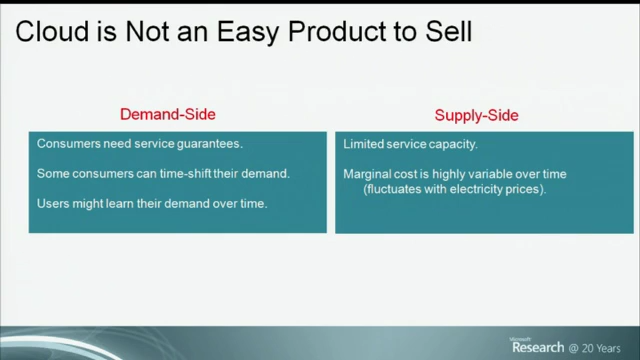 Cloud is Not an Easy Product to Sell
Demand-Side
Consumers need service guarantees.
Some consumers can time-shift their demand.
Users might learn their demand over time.
Supply-Side
Limited service capacity.
Marginal cost is highly variable over time
(fluctuates with electricity prices).
Microsoft
Research @ 20 Years